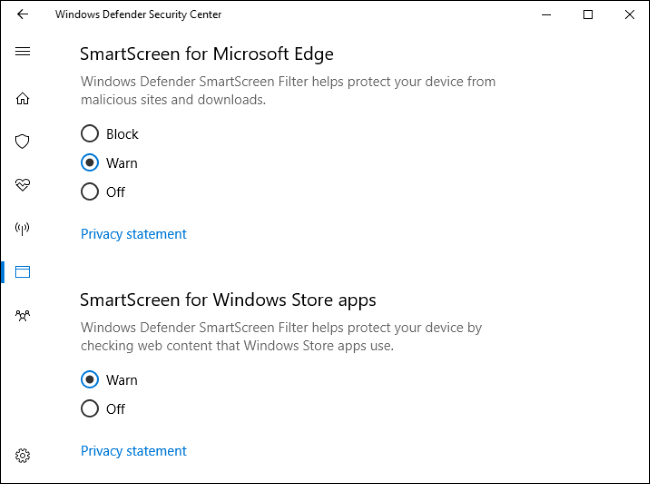 Windows Defender Security Center
SmartScreen for Microsoft Edge
Windows Defender SmartScreen Filter helps protect your device from
malicious sites and downloads.
Block
Warn
Off
Privacy statement
SmartScreen for Windows Store apps
Windows Defender SmartScreen Filter helps protect your device by
checking web content that Windows Store apps use.
Warn
Off
Privacy statement